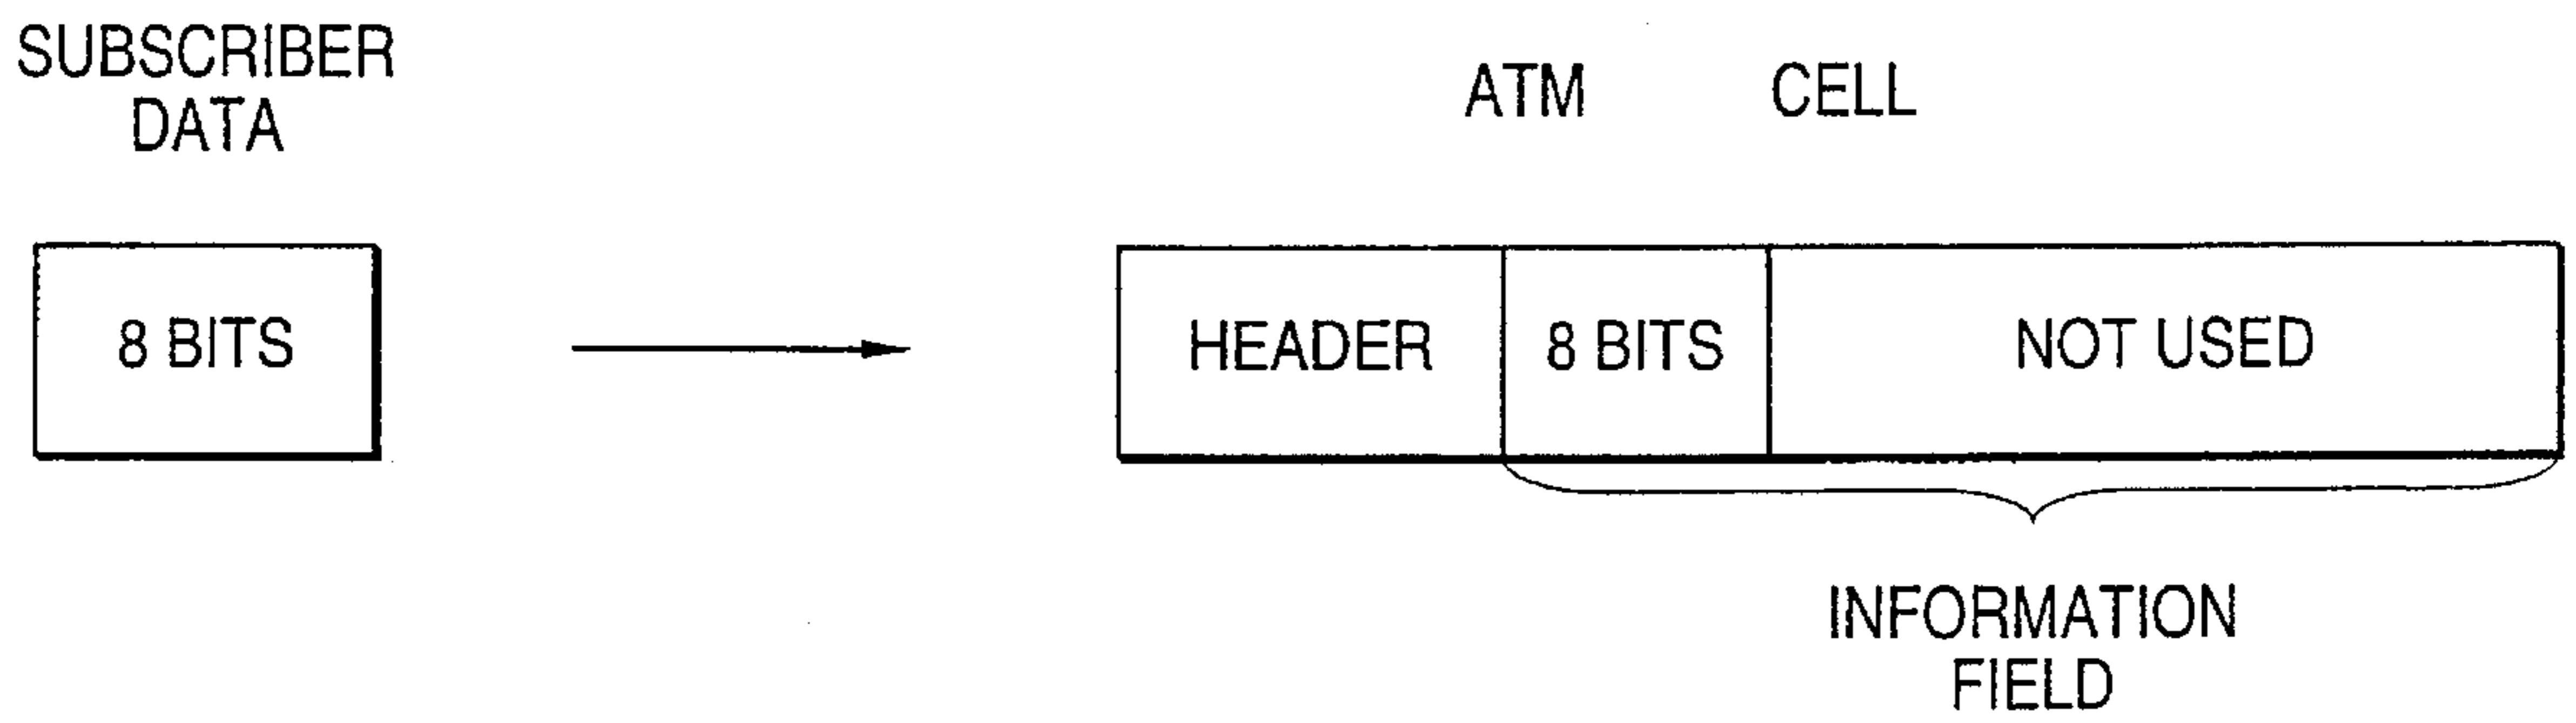 SUBSCRIBER
DATA
ATM CELL
8 BITS
HEADER
8 BITS
NOT USED
INFORMATION
FIELD